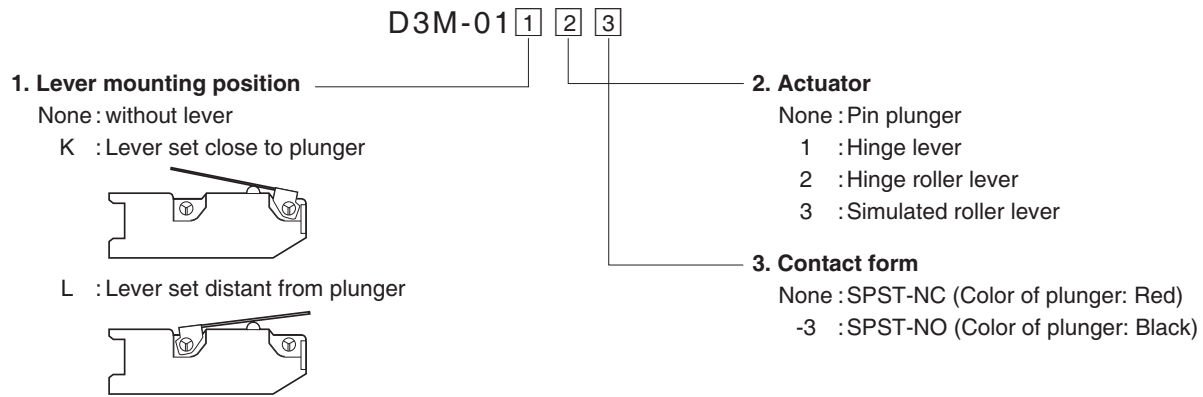 D3M-01 1 2 3
1. Lever mounting position
None : without lever
K : Lever set close to plunger
L : Lever set distant from plunger
2. Actuator
None : Pin plunger
1 : Hinge lever
2 : Hinge roller lever
3 : Simulated roller lever
3. Contact form
None : SPST-NC (Color of plunger: Red)
-3 : SPST-NO (Color of plunger: Black)